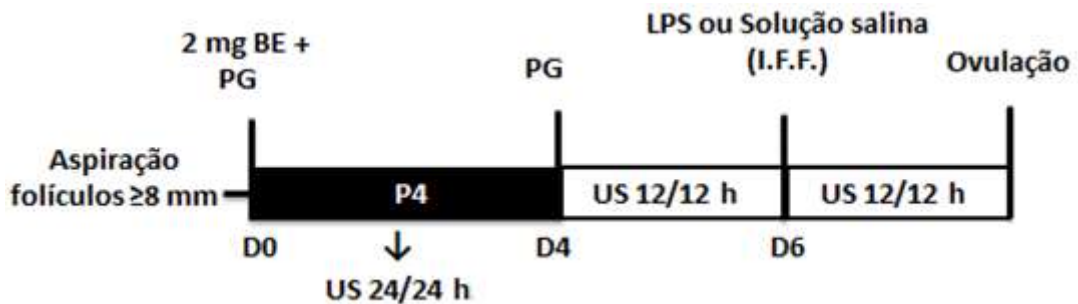 2 mg BE +
PG
PG
LPS ou Solução salina
(I.F.F.)
Ovulação
Aspiração
folículos ≥8 mm
P4
US 12/12 h
US 12/12 h
D0
D4
D6
US 24/24 h